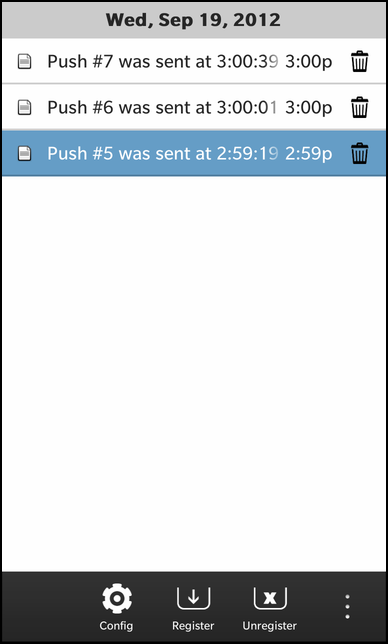 Wed, Sep 19, 2012
Push #7 was sent at 3:00:39 3:00p
Push #6 was sent at 3:00:01 3:00p
Push #5 was sent at 2:59:19 2:59p
Config Register Unregister